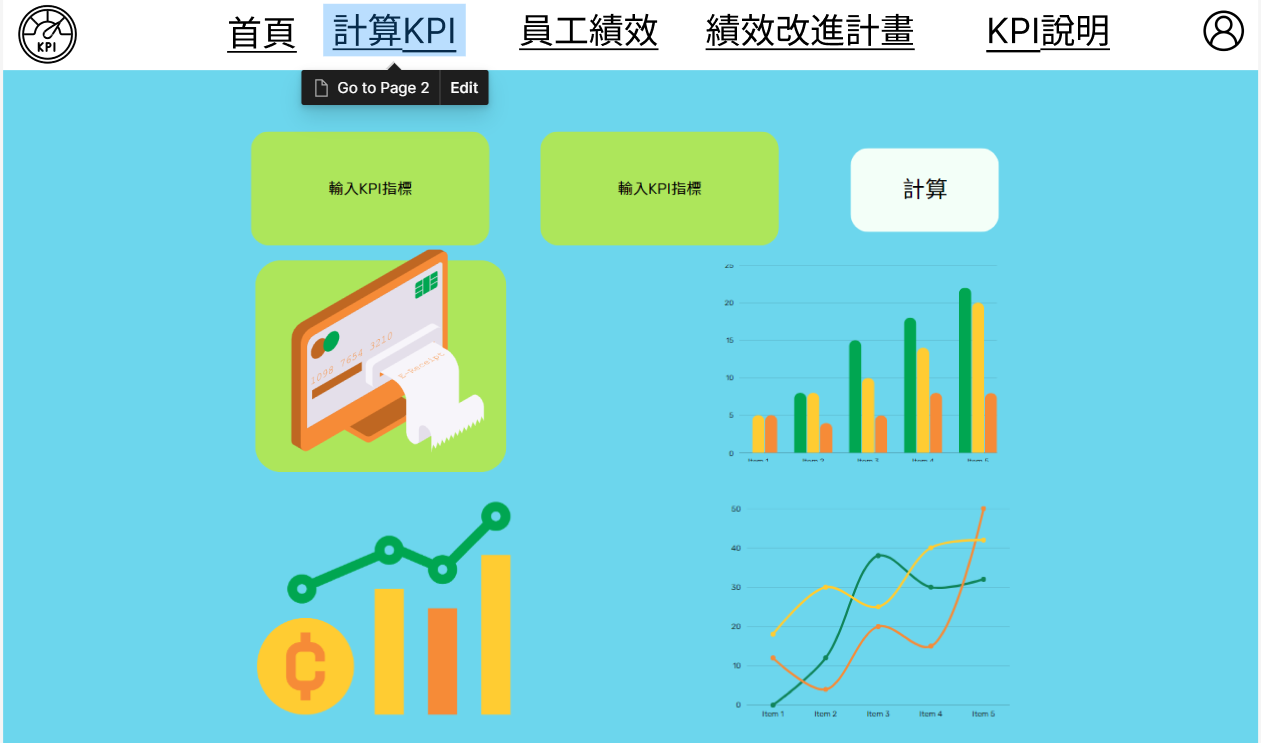 KPI
首頁
計算KPI
員工績效
績效改進計畫
KPI說明
Go to Page 2
Edit
輸入KPI指標
輸入KPI指標
計算
1098 7654 3210
E-Receipt
25
20
15
10
5
0
Item 1
Item 2
Item 3
Item 4
Item 5
50
40
30
20
10
0
Item 1
Item 2
Item 3
Item 4
Item 5